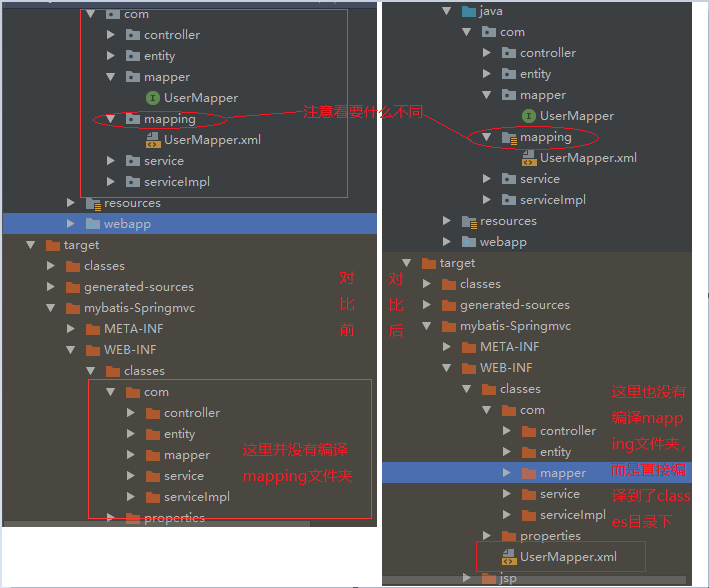 com
controller
entity
mapper
UserMapper
mapping
UserMapper.xml
service
serviceImpl
resources
webapp
target
classes
generated-sources
mybatis-Springmvc
META-INF
WEB-INF
classes
com
controller
entity
mapper
service
serviceImpl
properties
注意看要什么不同
对
比
前
这里并没有编译
mapping文件夹
java
com
controller
entity
mapper
UserMapper
mapping
UserMapper.xml
service
serviceImpl
resources
webapp
target
classes
generated-sources
mybatis-Springmvc
META-INF
WEB-INF
classes
com
controller
entity
mapper
service
serviceImpl
properties
UserMapper.xml
jsp
对
比
后
这里也没有
编译mapp
ing文件夹，
而是直接编
译到了class
es目录下